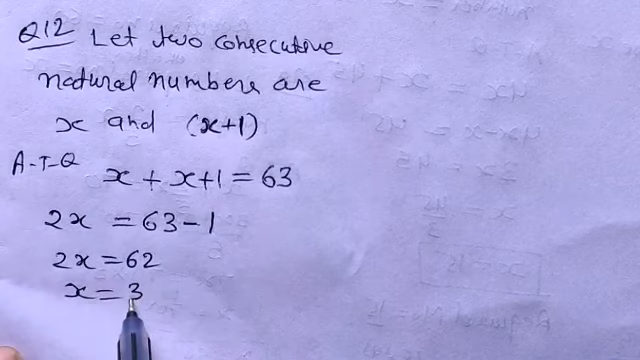 Q12 Let two consecutive
natural numbers are
x and (x+1)
A-T-Q x + x+1 = 63
2x = 63-1
2x = 62
x = 3